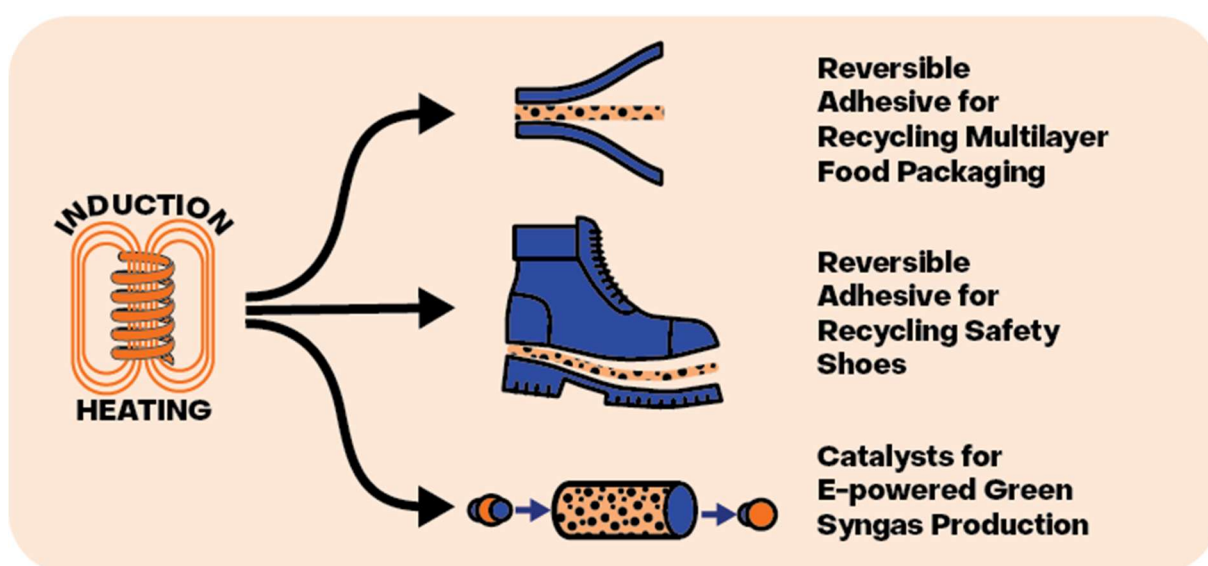 INDUCTION
HEATING
Reversible
Adhesive for
Recycling Multilayer
Food Packaging
Reversible
Adhesive for
Recycling Safety
Shoes
Catalysts for
E-powered Green
Syngas Production